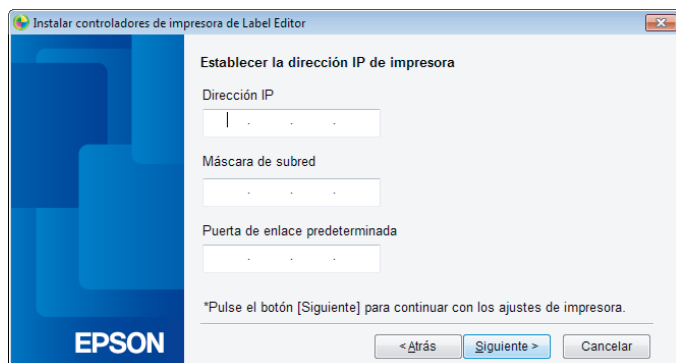 Instalar controladores de impresora de Label Editor
Establecer la dirección IP de impresora
Dirección IP
. . .
Máscara de subred
. . .
Puerta de enlace predeterminada
. . .
*Pulse el botón [Siguiente] para continuar con los ajustes de impresora.
EPSON
< Atrás
Siguiente >
Cancelar